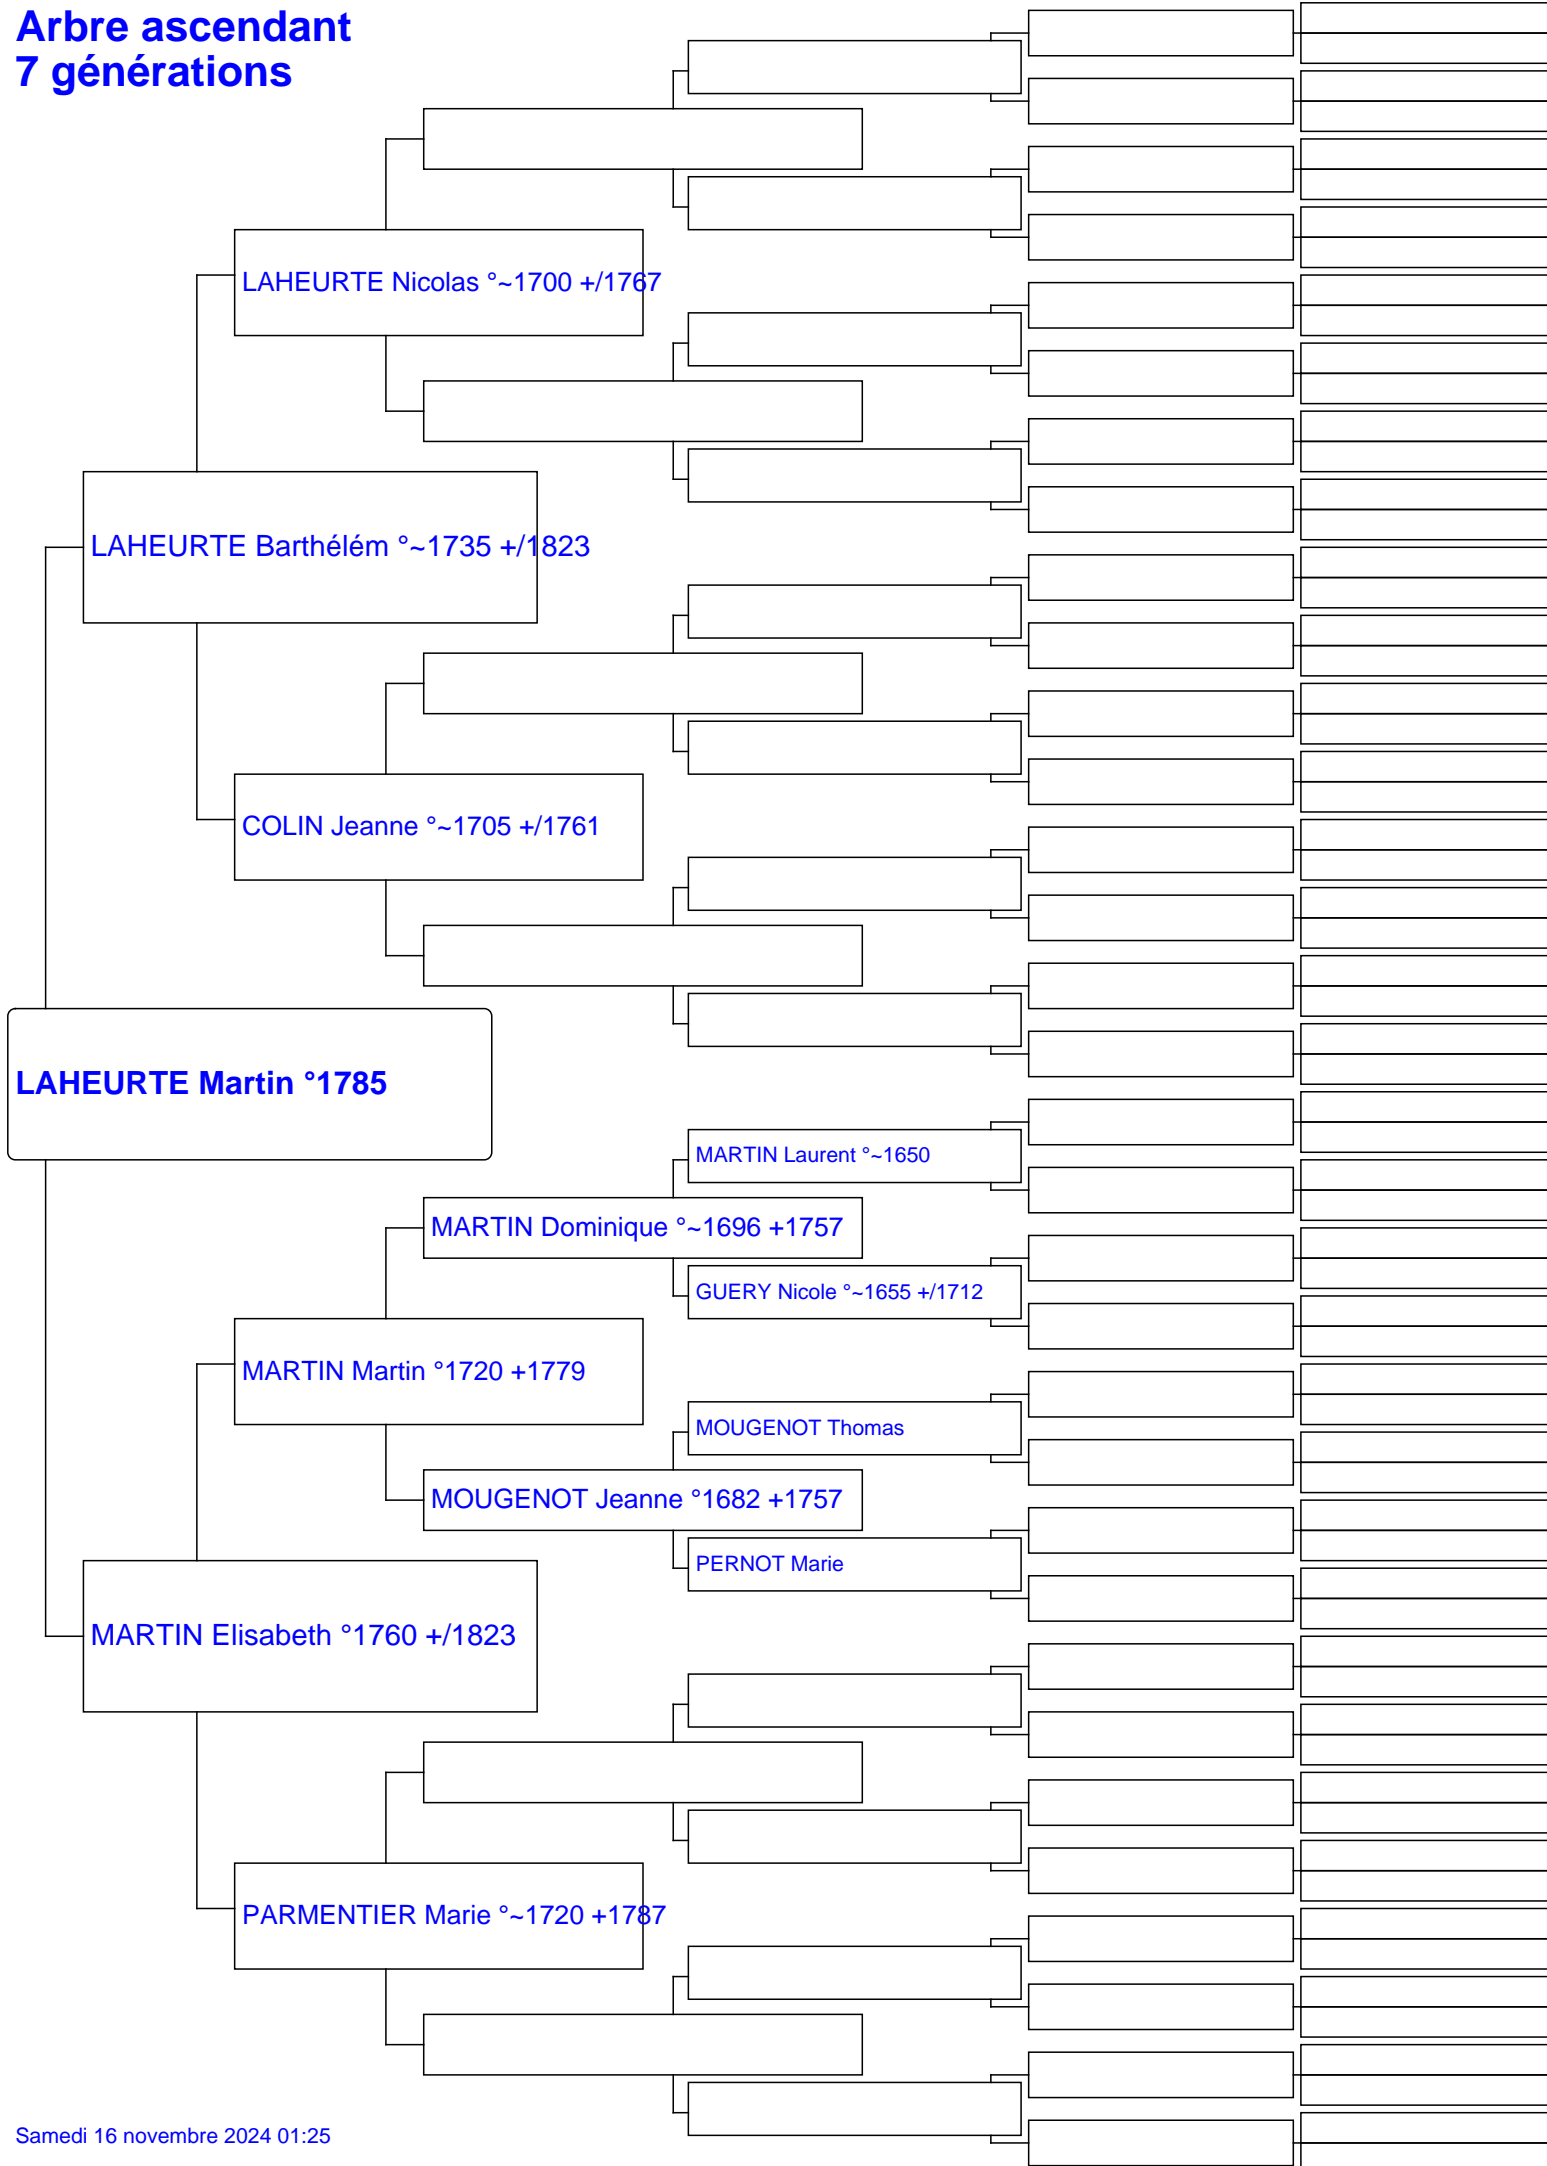 Arbre ascendant
7 générations
LAHEURTE Nicolas °~1700 +/1767
LAHEURTE Barthélém °~1735 +/1823
COLIN Jeanne °~1705 +/1761
LAHEURTE Martin °1785
MARTIN Laurent °~1650
MARTIN Dominique °~1696 +1757
GUERY Nicole °~1655 +/1712
MARTIN Martin °1720 +1779
MOUGENOT Thomas
MOUGENOT Jeanne °1682 +1757
PERNOT Marie
MARTIN Elisabeth °1760 +/1823
PARMENTIER Marie °~1720 +1787
Samedi 16 novembre 2024 01:25